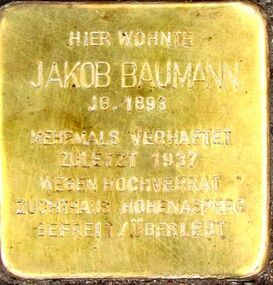 HIER WOHNTE
JAKOB BAUMANN
JG. 1893
MEHRMALS VERHAFTET
ZULETZT 1937
WEGEN HOCHVERRAT
ZUCHTHAUS HOHENASPERG
BEFREIT/ÜBERLEBT